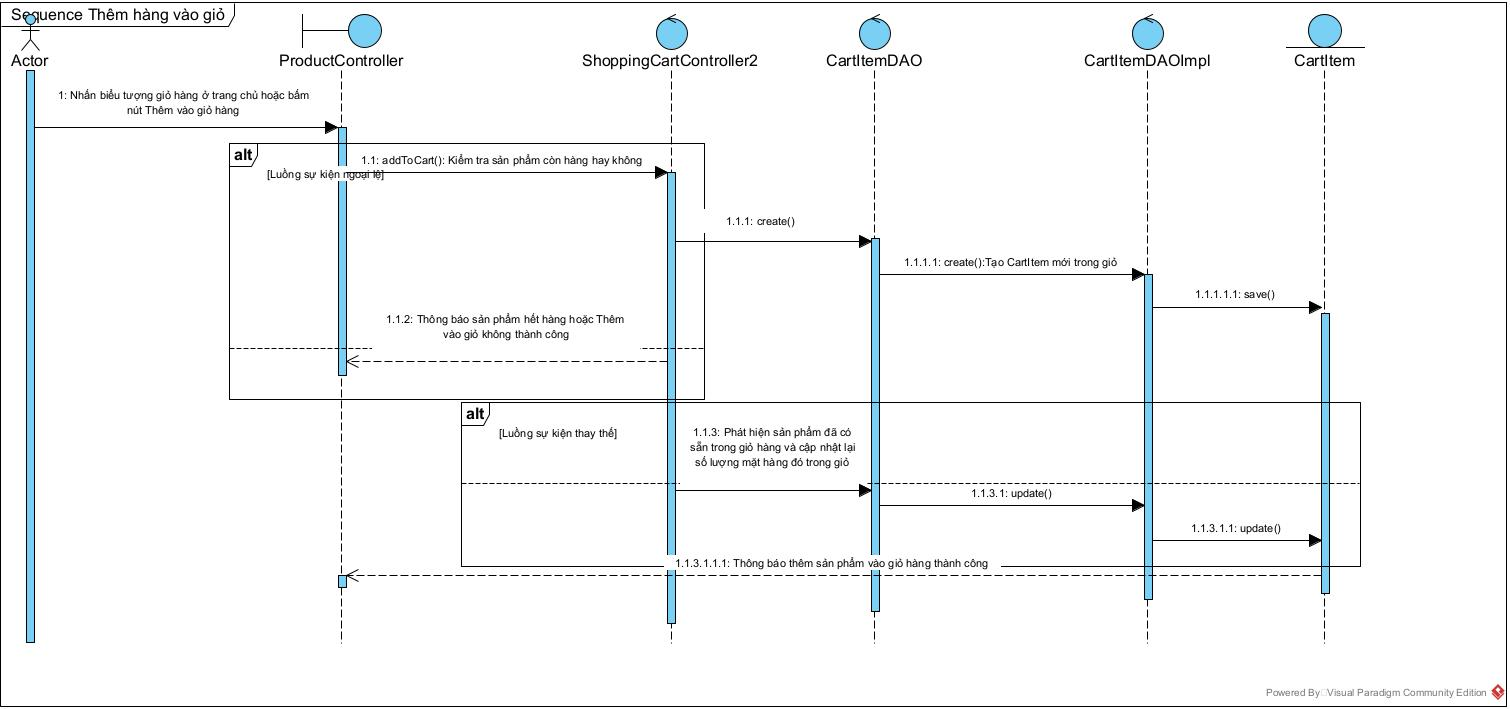 Sequence Thêm hàng vào giỏ
Actor
ProductController
ShoppingCartController2
CartItemDAO
CartItemDAOImpl
CartItem
1: Nhấn biểu tượng giỏ hàng ở trang chủ hoặc bấm
nút Thêm vào giỏ hàng
alt
1.1: addToCart(): Kiểm tra sản phẩm còn hàng hay không
[Luồng sự kiện ngoại lệ]
1.1.1: create()
1.1.1.1: create():Tạo CartItem mới trong giỏ
1.1.1.1.1: save()
1.1.2: Thông báo sản phẩm hết hàng hoặc Thêm
vào giỏ không thành công
alt
[Luồng sự kiện thay thế]
1.1.3: Phát hiện sản phẩm đã có
sẵn trong giỏ hàng và cập nhật lại
số lượng mặt hàng đó trong giỏ
1.1.3.1: update()
1.1.3.1.1: update()
1.1.3.1.1.1: Thông báo thêm sản phẩm vào giỏ hàng thành công
Powered By Visual Paradigm Community Edition